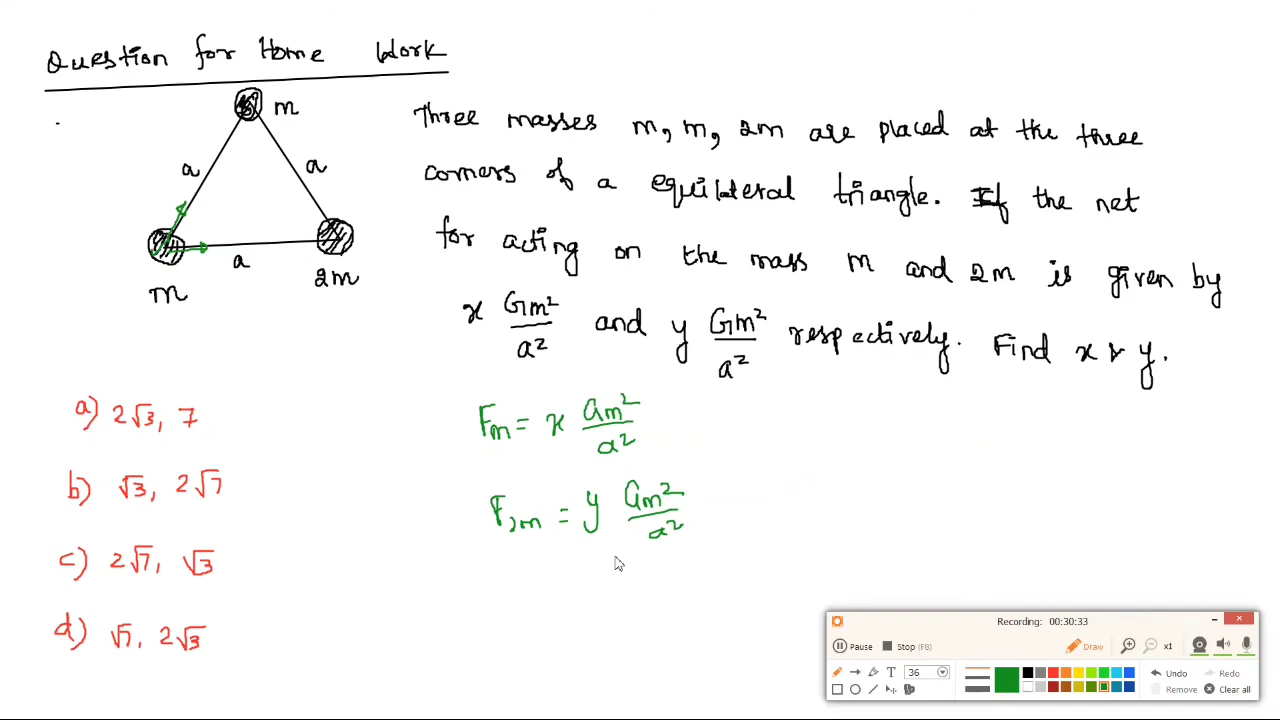 Question for Home Work
m
a
a
a
m
2m
Three masses m, m, 2m are placed at the three
corners of a equilateral triangle. If the net
for acting on the mass m and 2m is given by
x Gm²/a² and y Gm²/a² respectively. Find x & y.
a) 2√3, 7
b) √3, 2√7
c) 2√7, √3
d) √7, 2√3
Fm = x Gm²/a²
F2m = y Gm²/a²
Recording: 00:30:33
Pause Stop (F8) Draw x1
T 36 Undo Redo
Remove Clear all